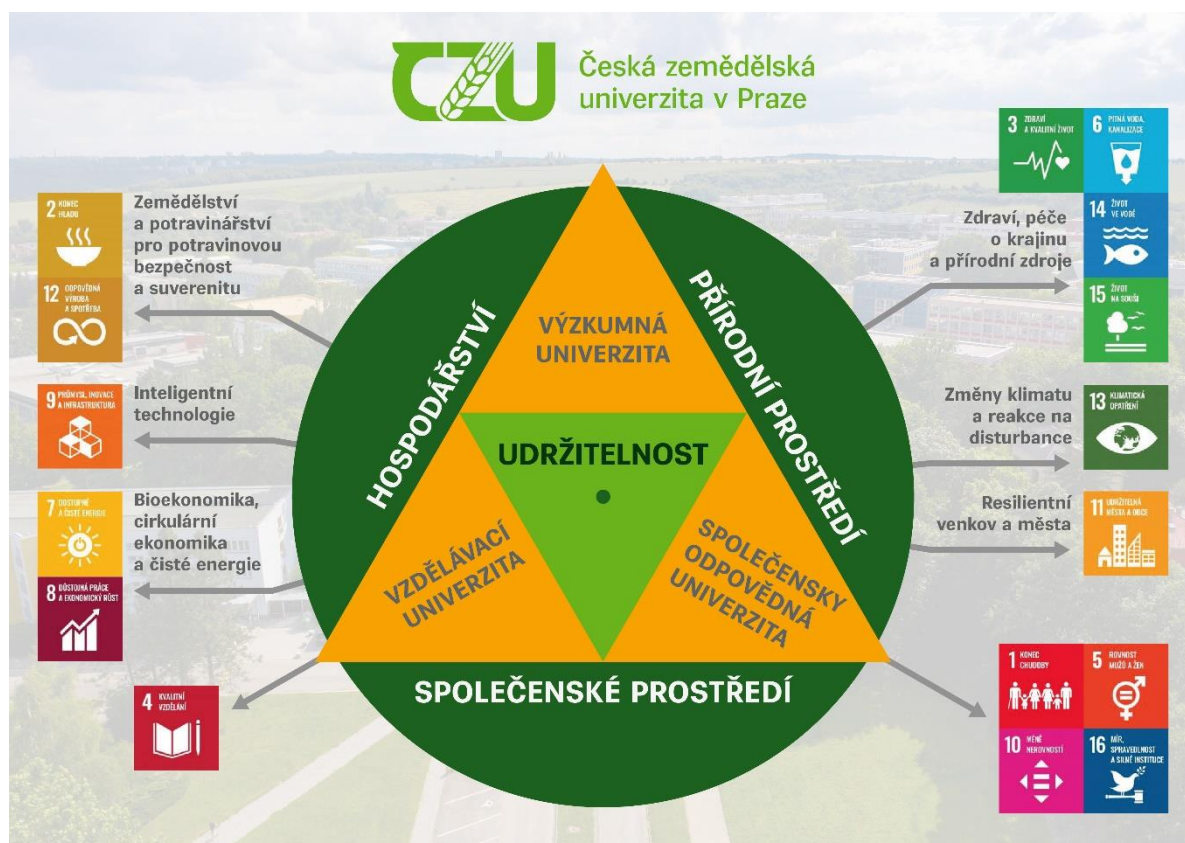 CZU
Česká zemědělská
univerzita v Praze
2 KONEC
HLADU
12 ODPOVĚDNÁ
VÝROBA
A SPOTŘEBA
Zemědělství
a potravinářství
pro potravinovou
bezpečnost
a suverenitu
9 PRŮMYSL, INOVACE
A INFRASTRUKTURA
Inteligentní
technologie
7 DOSTUPNÉ
A ČISTÉ ENERGIE
8 DŮSTOJNÁ PRÁCE
A EKONOMICKÝ RŮST
Bioekonomika,
cirkulární
ekonomika
a čisté energie
4 KVALITNÍ
VZDĚLÁNÍ
HOSPODÁŘSTVÍ
PŘÍRODNÍ PROSTŘEDÍ
SPOLEČENSKÉ PROSTŘEDÍ
VÝZKUMNÁ
UNIVERZITA
UDRŽITELNOST
VZDĚLÁVACÍ
UNIVERZITA
SPOLEČENSKY
ODPOVĚDNÁ
UNIVERZITA
3 ZDRAVÍ
A KVALITNÍ ŽIVOT
6 PITNÁ VODA,
KANALIZACE
14 ŽIVOT
VE VODĚ
15 ŽIVOT
NA SOUŠI
Zdraví, péče
o krajinu
a přírodní zdroje
Změny klimatu
a reakce na
disturbance
13 KLIMATICKÁ
OPATŘENÍ
Resilientní
venkov a města
11 UDRŽITELNÁ
MĚSTA A OBCE
1 KONEC
CHUDOBY
5 ROVNOST
MUŽŮ A ŽEN
10 MÉNĚ
NEROVNOSTÍ
16 MÍR,
SPRAVEDLNOST
A SILNÉ INSTITUCE